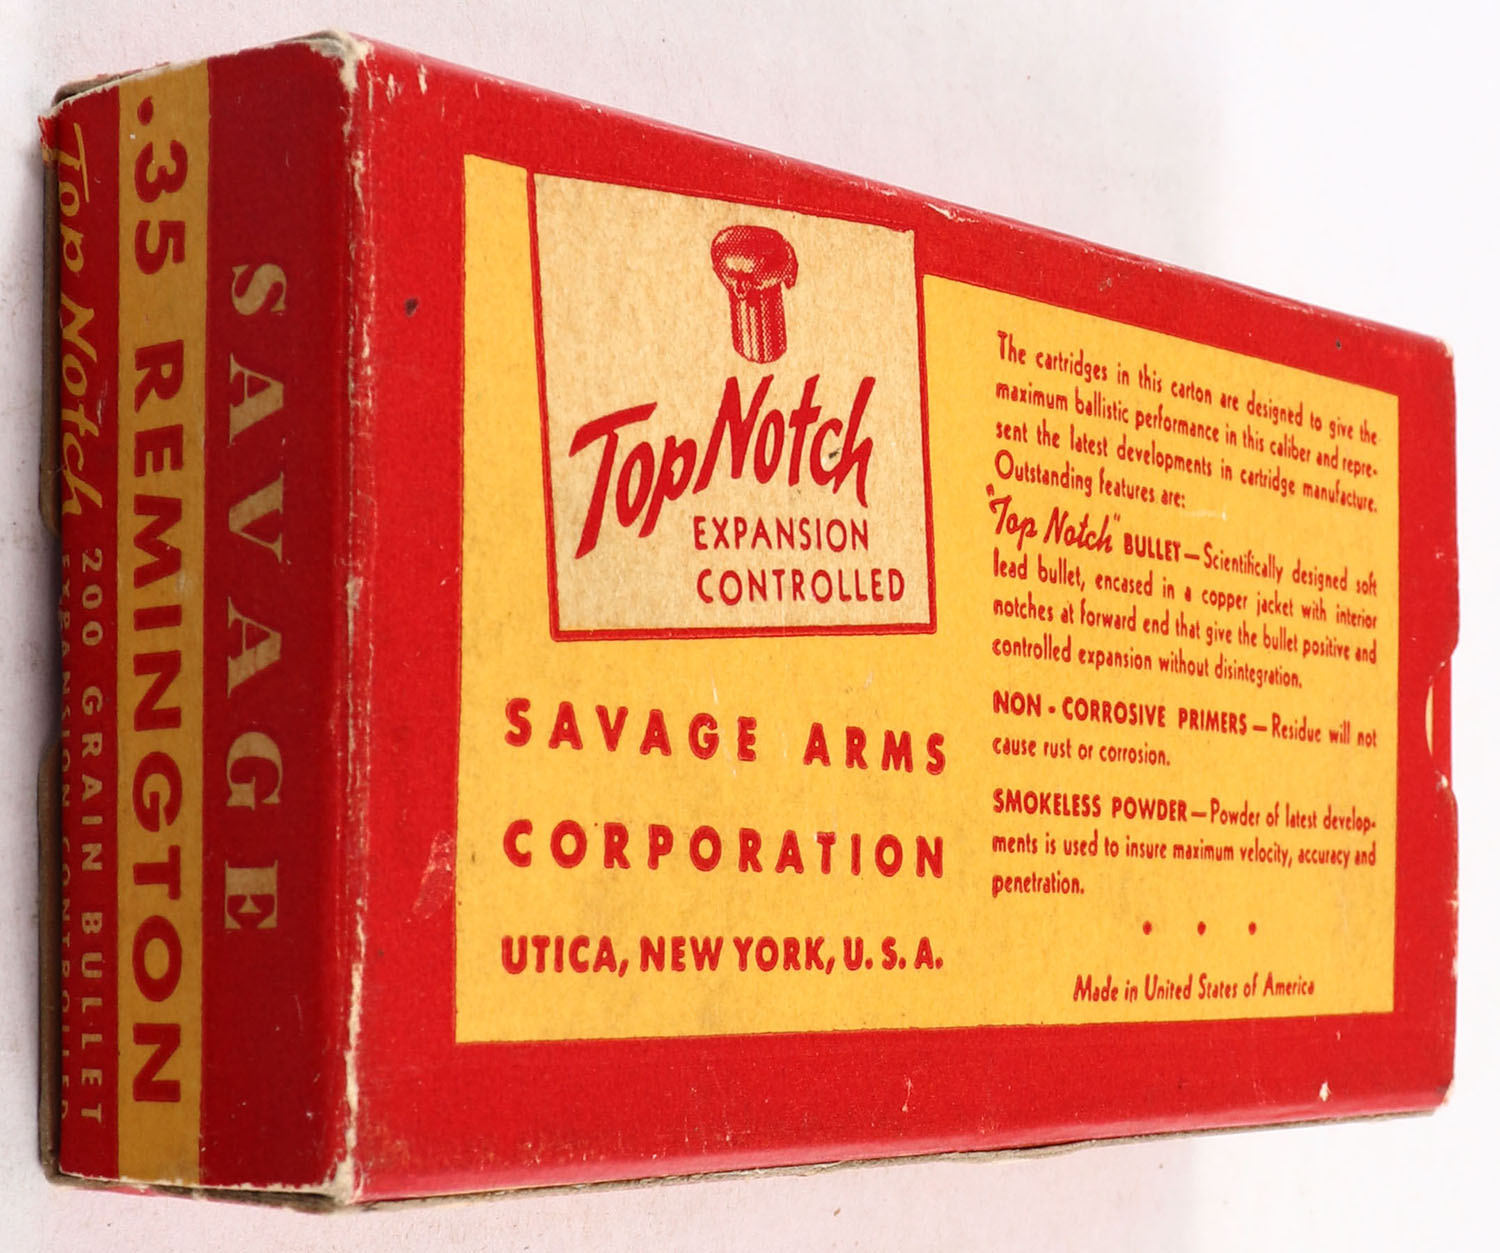 SAVAGE
.35 REMINGTON
Top Notch 200 GRAIN BULLET
EXPANSION CONTROLLED
Top Notch
EXPANSION
CONTROLLED
SAVAGE ARMS
CORPORATION
UTICA, NEW YORK, U. S. A.
The cartridges in this carton are designed to give the
maximum ballistic performance in this caliber and repre-
sent the latest developments in cartridge manufacture.
Outstanding features are:
"Top Notch" BULLET—Scientifically designed soft
lead bullet, encased in a copper jacket with interior
notches at forward end that give the bullet positive and
controlled expansion without disintegration.
NON-CORROSIVE PRIMERS—Residue will not
cause rust or corrosion.
SMOKELESS POWDER—Powder of latest develop-
ments is used to insure maximum velocity, accuracy and
penetration.
• • •
Made in United States of America